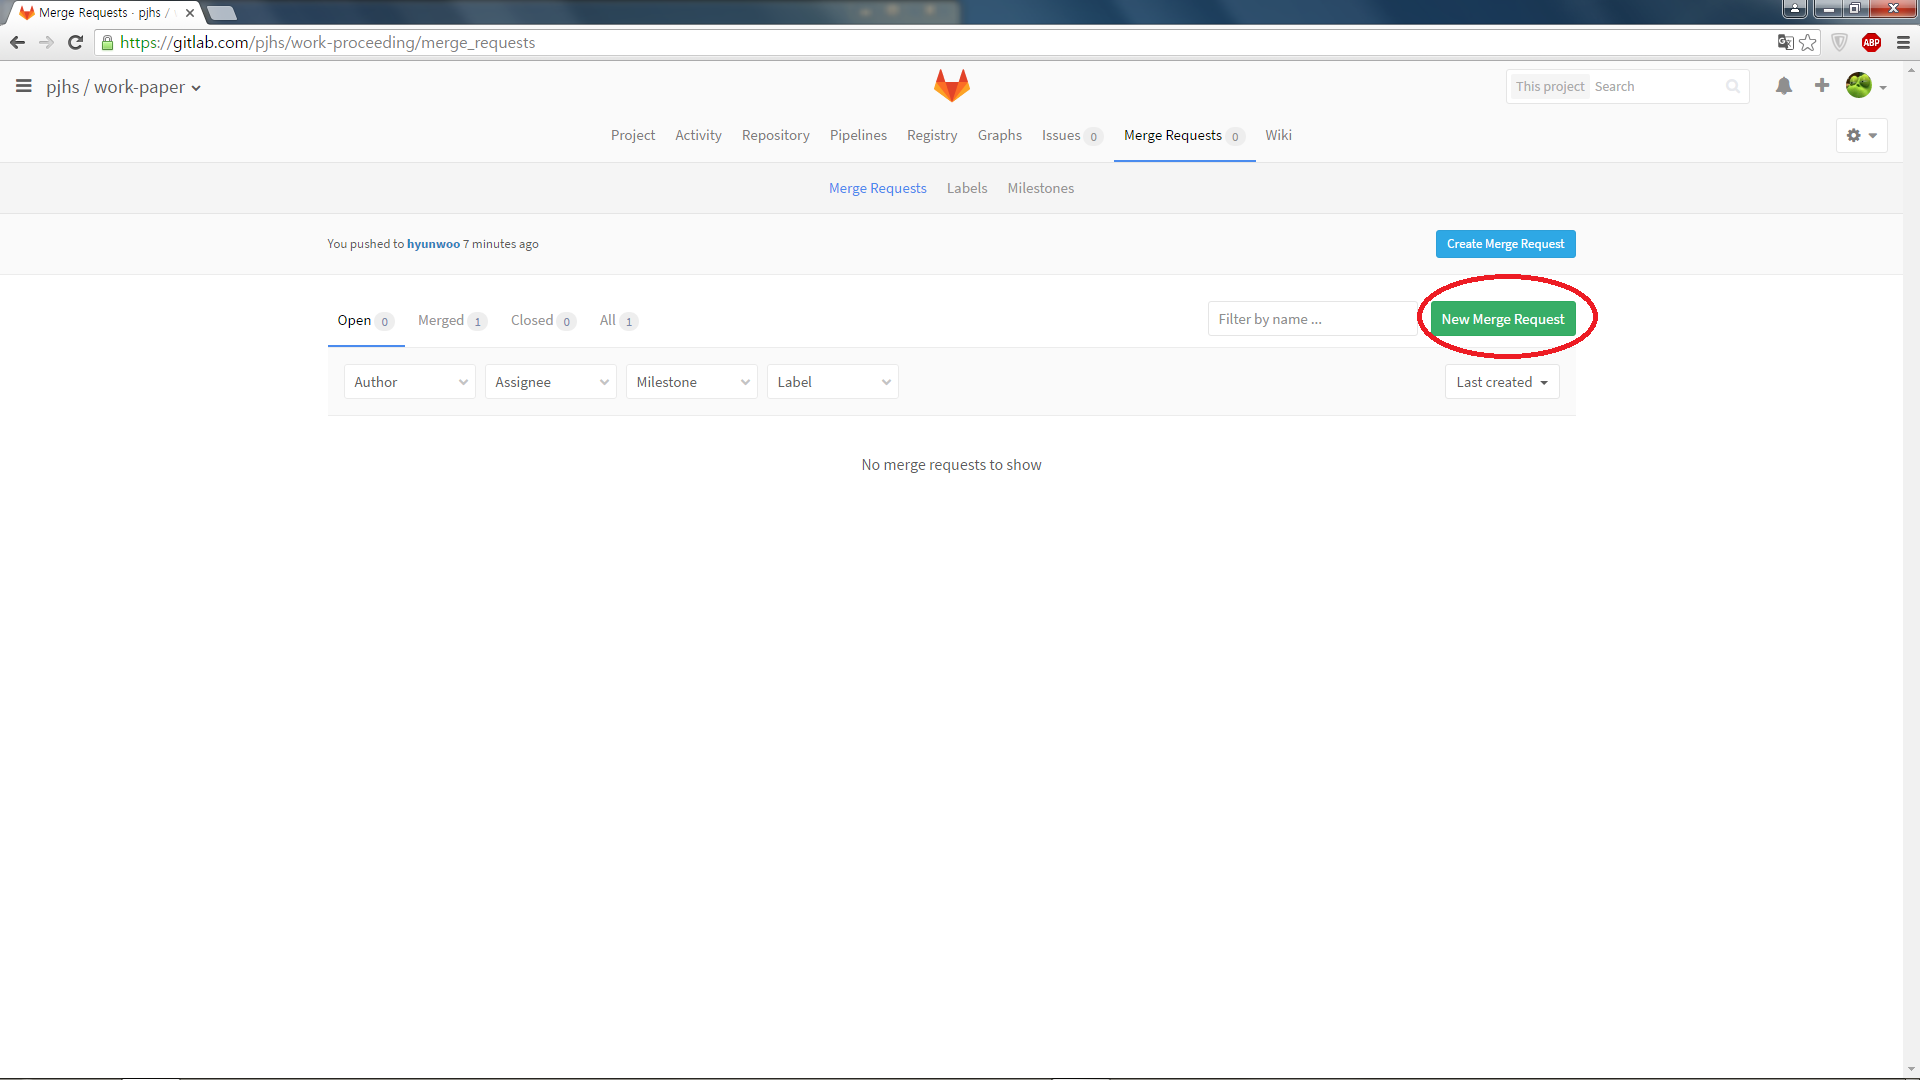 Merge Requests · pjhs /
https://gitlab.com/pjhs/work-proceeding/merge_requests
ABP
pjhs / work-paper
This project Search
Project Activity Repository Pipelines Registry Graphs Issues 0 Merge Requests 0 Wiki
Merge Requests Labels Milestones
You pushed to hyunwoo 7 minutes ago
Create Merge Request
Open 0 Merged 1 Closed 0 All 1
Filter by name ...
New Merge Request
Author Assignee Milestone Label
Last created
No merge requests to show